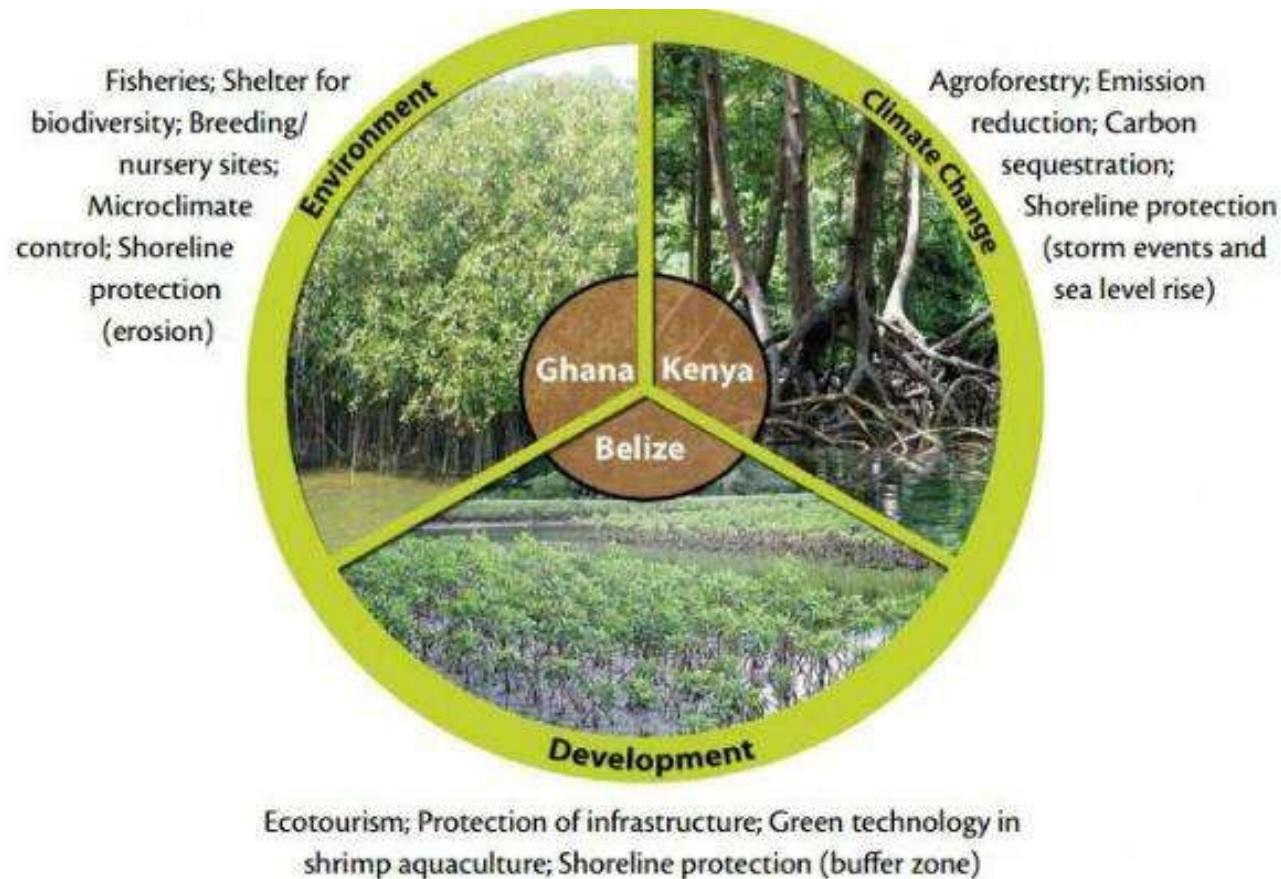 Fisheries; Shelter for
biodiversity; Breeding/
nursery sites;
Microclimate
control; Shoreline
protection
(erosion)
Environment
Climate Change
Agroforestry; Emission
reduction; Carbon
sequestration;
Shoreline protection
(storm events and
sea level rise)
Ghana
Kenya
Belize
Development
Ecotourism; Protection of infrastructure; Green technology in
shrimp aquaculture; Shoreline protection (buffer zone)